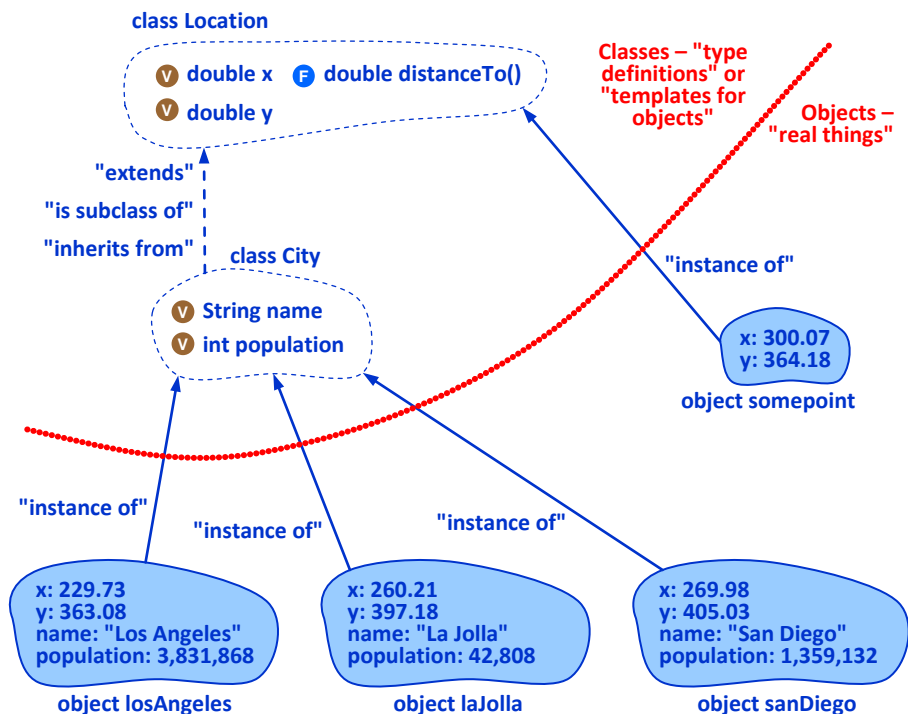 class Location
V double x F double distanceTo()
V double y
Classes – "type
definitions" or
"templates for
objects"
Objects –
"real things"
"extends"
"is subclass of"
"inherits from"
class City
V String name
V int population
"instance of"
x: 300.07
y: 364.18
object somepoint
"instance of"
"instance of"
"instance of"
x: 229.73
y: 363.08
name: "Los Angeles"
population: 3,831,868
object losAngeles
x: 260.21
y: 397.18
name: "La Jolla"
population: 42,808
object laJolla
x: 269.98
y: 405.03
name: "San Diego"
population: 1,359,132
object sanDiego